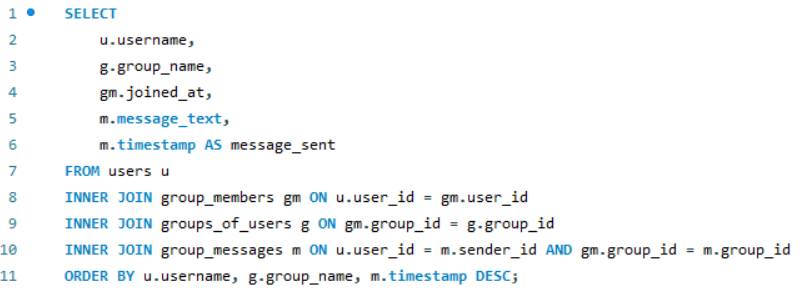 1 SELECT
2 u.username,
3 g.group_name,
4 gm.joined_at,
5 m.message_text,
6 m.timestamp AS message_sent
7 FROM users u
8 INNER JOIN group_members gm ON u.user_id = gm.user_id
9 INNER JOIN groups_of_users g ON gm.group_id = g.group_id
10 INNER JOIN group_messages m ON u.user_id = m.sender_id AND gm.group_id = m.group_id
11 ORDER BY u.username, g.group_name, m.timestamp DESC;